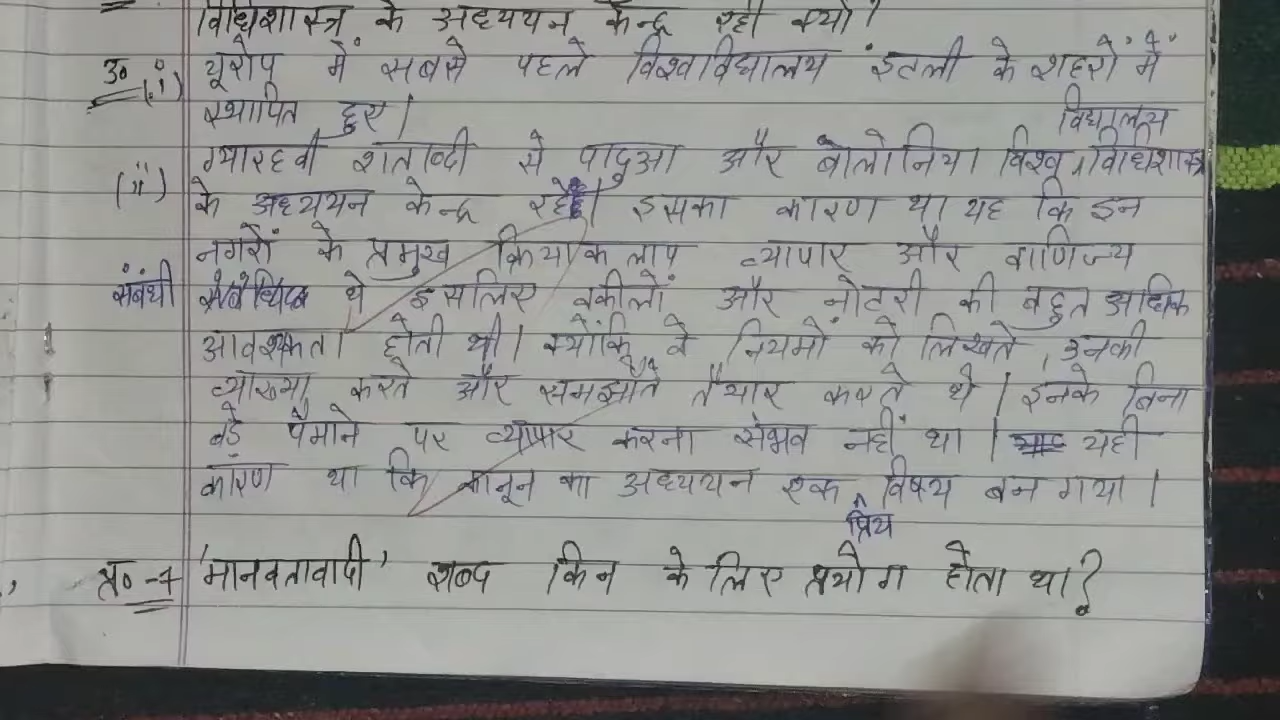 विधिशास्त्र के अध्ययन केन्द्र रही क्यों?
उ० (i) यूरोप में सबसे पहले विश्वविद्यालय इटली के शहरों में
स्थापित हुए।
विद्यालय
(ii) ग्यारहवी शताब्दी से पादुआ और बोलोनिया विश्व विधिशास्त्र
के अध्ययन केन्द्र रहे। इसका कारण था यह कि इन
नगरों के प्रमुख क्रियाकलाप व्यापार और वाणिज्य
संबंधी थे इसलिए वकीलों और नोटरी की बहुत अधिक
आवश्यकता होती थी। क्योंकि वे नियमों को लिखते, उनकी
व्याख्या करते और समझौते तैयार करते थे। इनके बिना
बड़े पैमाने पर व्यापार करना संभव नहीं था। यही
कारण था कि कानून का अध्ययन एक विषय बन गया।
प्रिय
प्र० -7 'मानवतावादी' शब्द किन के लिए प्रयोग होता था?